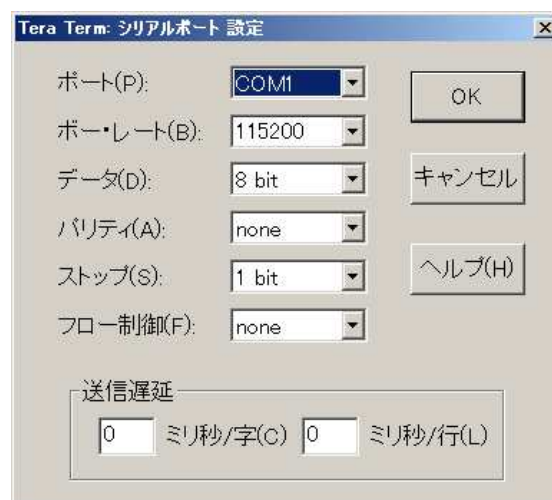 Tera Term: シリアルポート 設定
ポート(P): COM1
OK
ボー・レート(B): 115200
データ(D): 8 bit
キャンセル
パリティ(A): none
ストップ(S): 1 bit
ヘルプ(H)
フロー制御(F): none
送信遅延
0 ミリ秒/字(C) 0 ミリ秒/行(L)